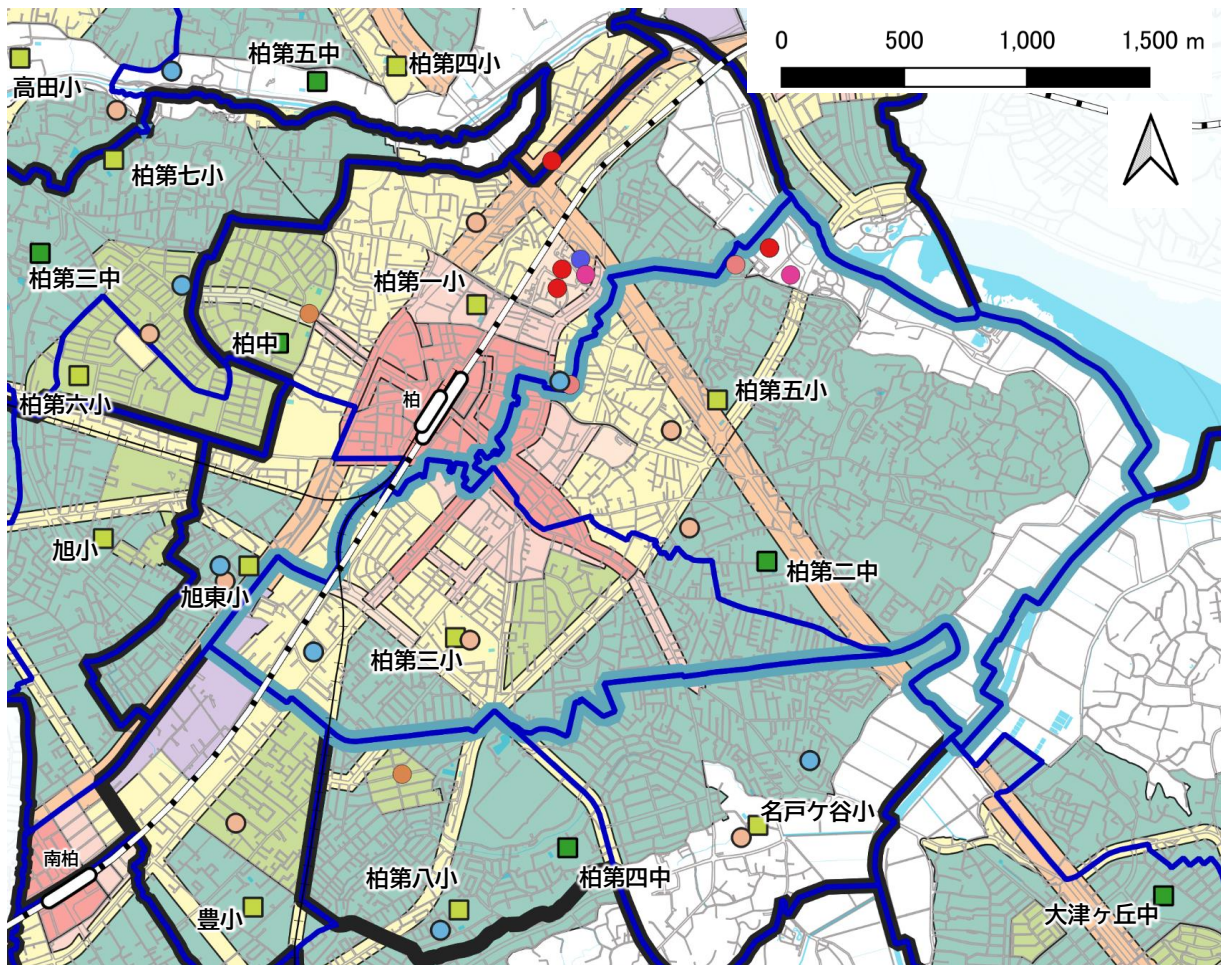 0 500 1,000 1,500 m
柏第五中
柏第四小
高田小
柏第七小
柏第三中
柏第一小
柏中
柏第六小
柏
柏第五小
旭小
旭東小
柏第二中
柏第三小
名戸ケ谷小
南柏
柏第八小
柏第四中
豊小
大津ヶ丘中